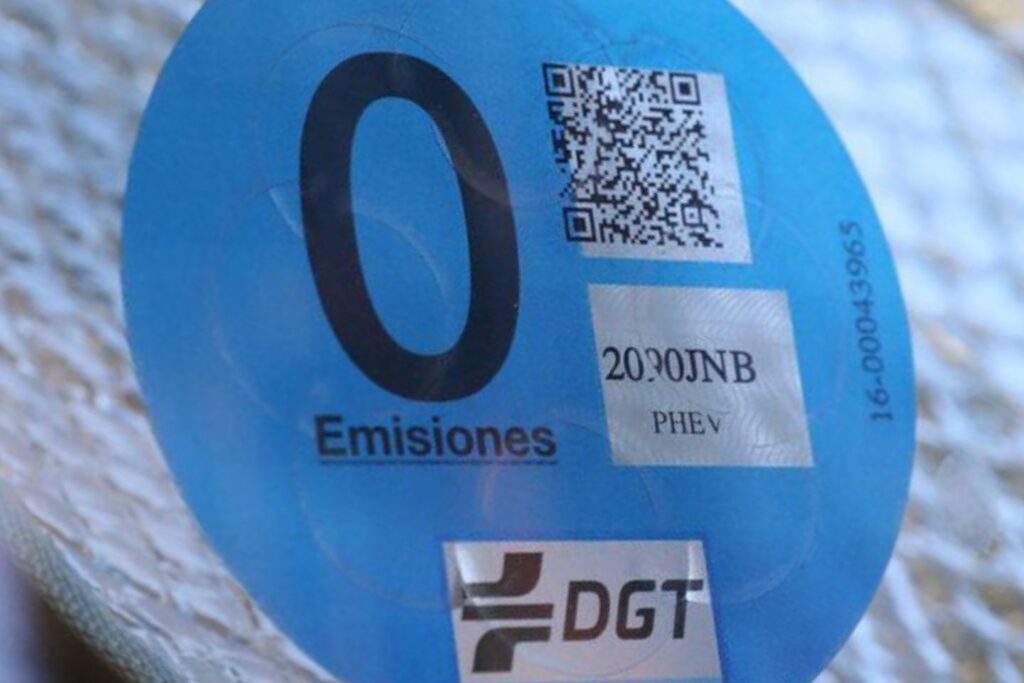 0
Emisiones
PHEV
16-00043965
DGT